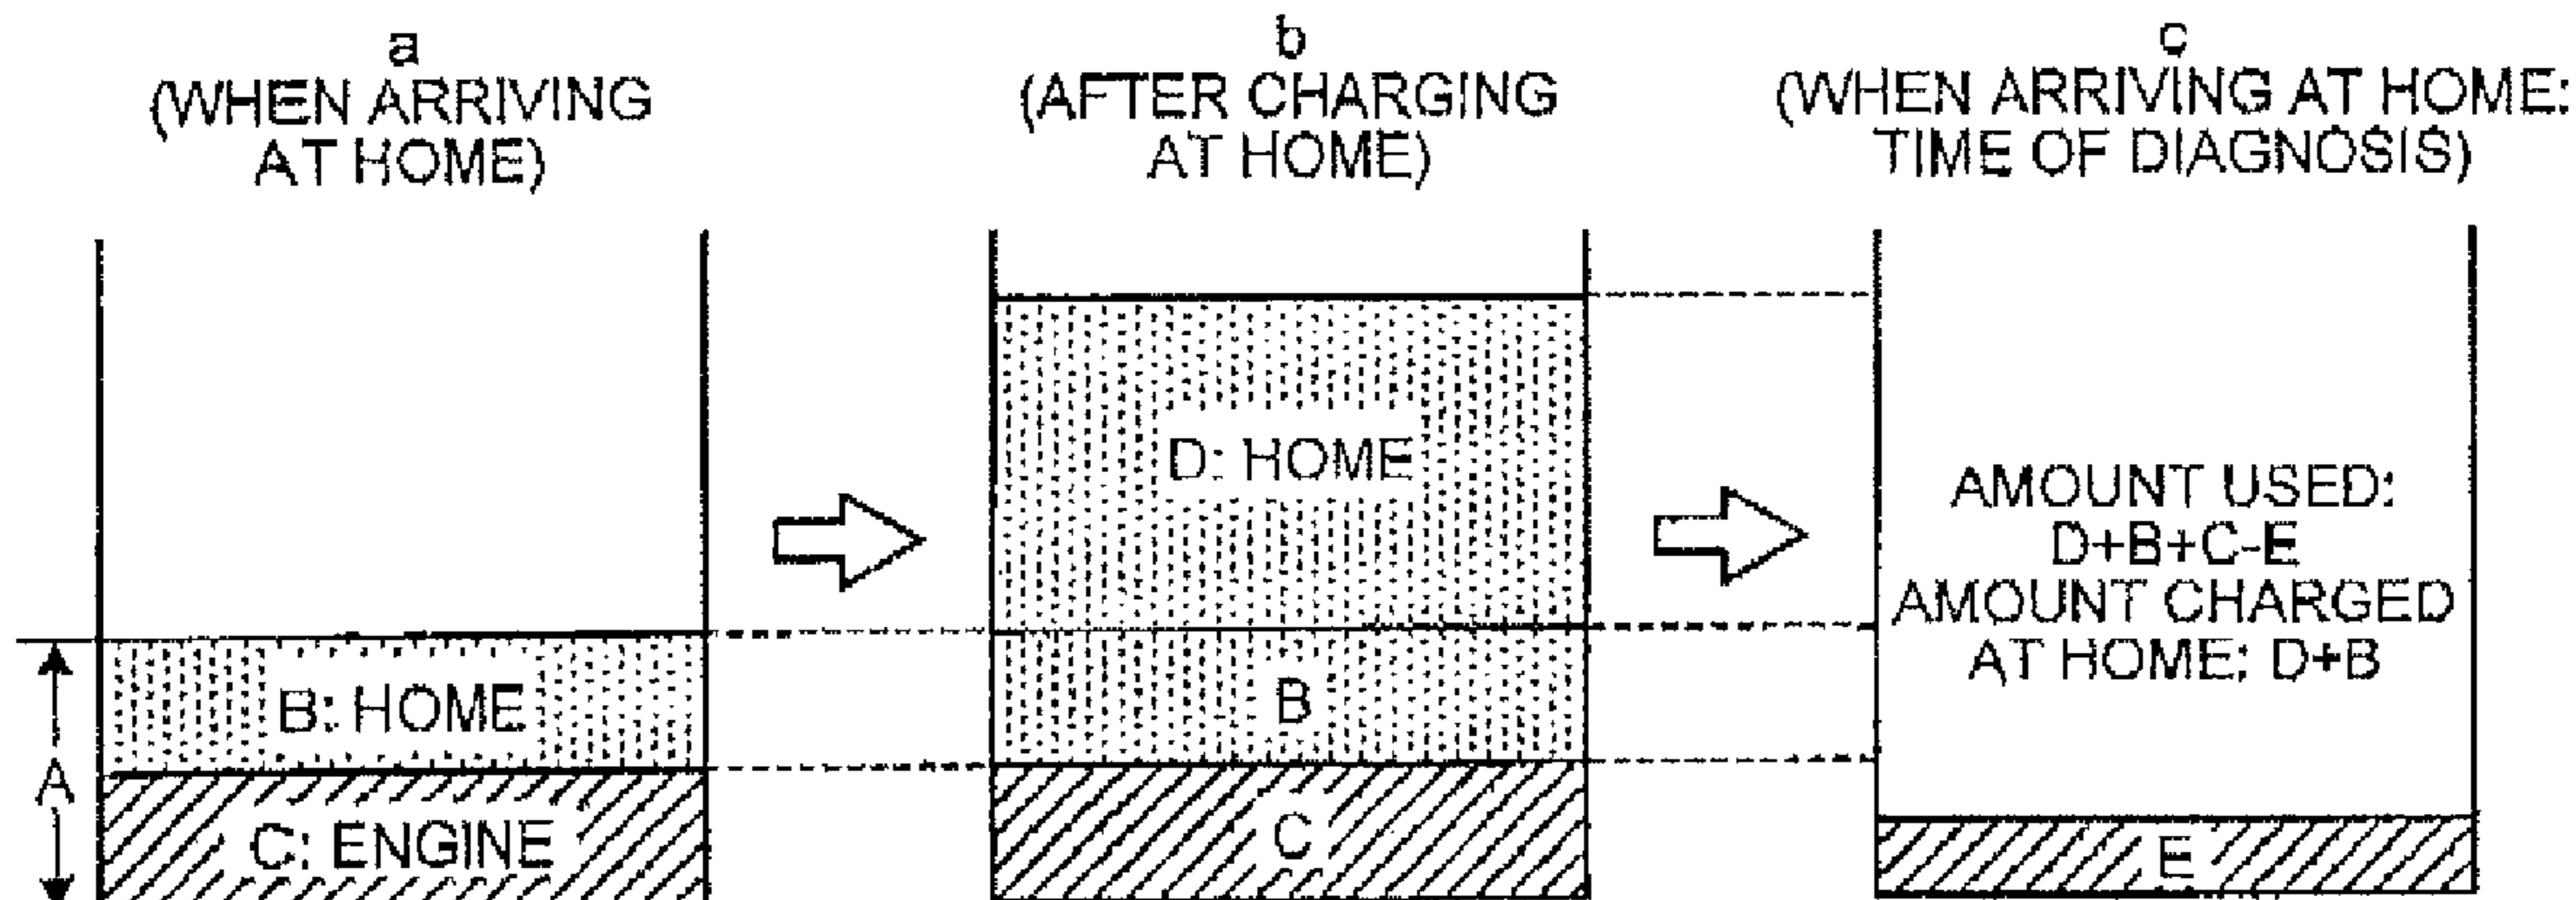 a
(WHEN ARRIVING
AT HOME)
b
(AFTER CHARGING
AT HOME)
c
(WHEN ARRIVING AT HOME:
TIME OF DIAGNOSIS)
A
B: HOME
C: ENGINE
D: HOME
B
C
AMOUNT USED:
D+B+C-E
AMOUNT CHARGED
AT HOME: D+B
E